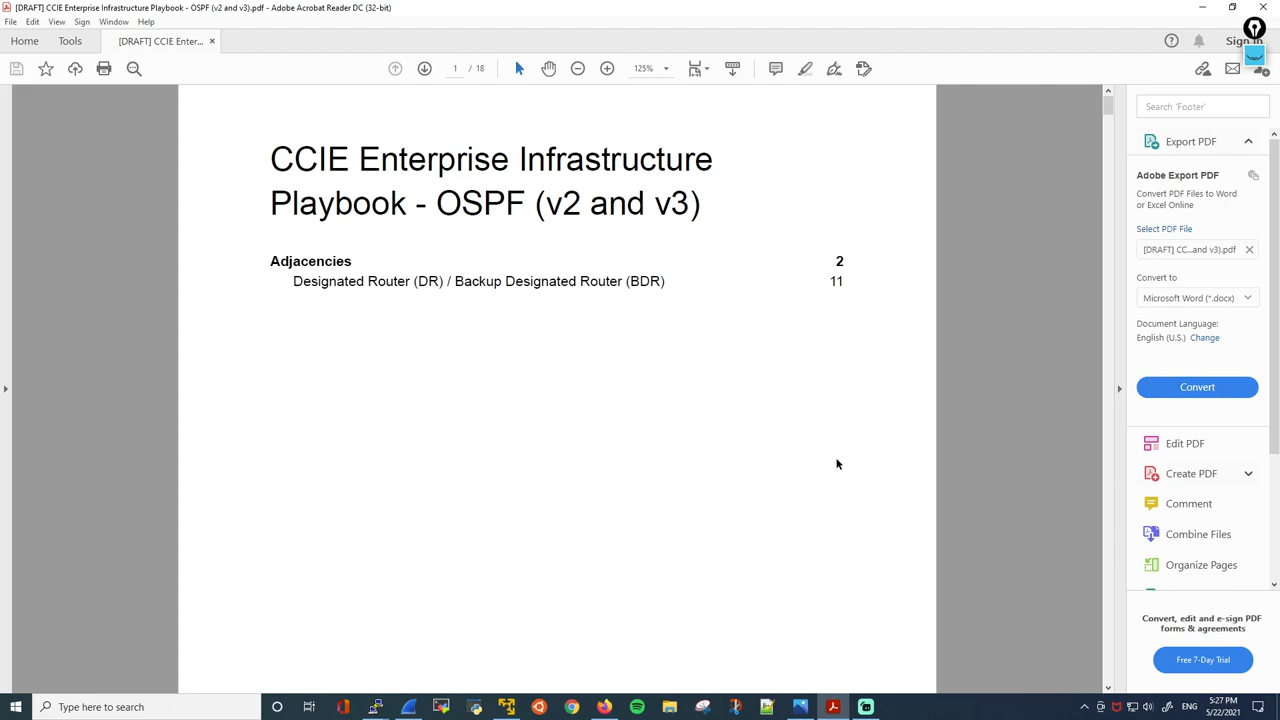 [DRAFT] CCIE Enterprise Infrastructure Playbook - OSPF (v2 and v3).pdf - Adobe Acrobat Reader DC (32-bit)
File Edit View Sign Window Help
Home Tools [DRAFT] CCIE Enter... × Sign In
1 / 18 125%
CCIE Enterprise Infrastructure
Playbook - OSPF (v2 and v3)
Adjacencies 2
Designated Router (DR) / Backup Designated Router (BDR) 11
Search 'Footer'
Export PDF
Adobe Export PDF
Convert PDF Files to Word
or Excel Online
Select PDF File
[DRAFT] CC...and v3).pdf
Convert to
Microsoft Word (*.docx)
Document Language:
English (U.S.) Change
Convert
Edit PDF
Create PDF
Comment
Combine Files
Organize Pages
Convert, edit and e-sign PDF
forms & agreements
Free 7-Day Trial
Type here to search
5:27 PM
5/22/2021